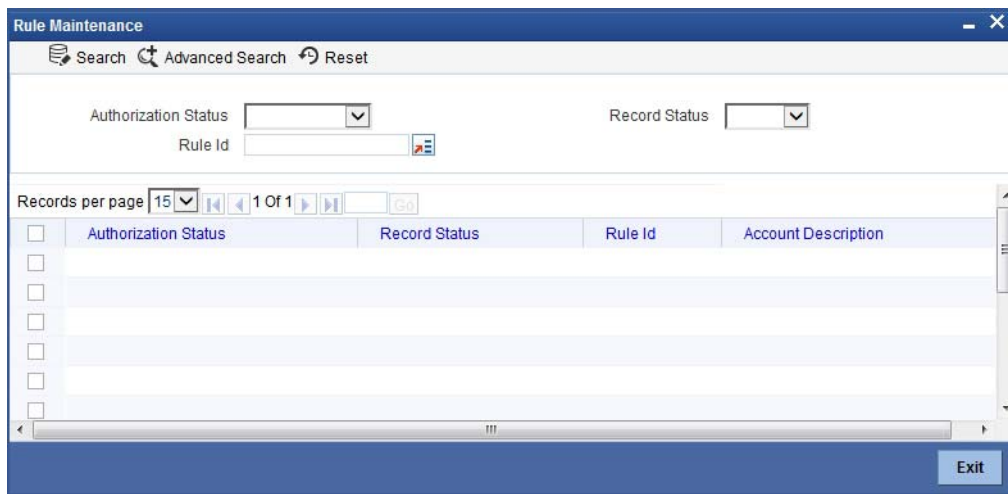 Rule Maintenance
Search Advanced Search Reset
Authorization Status Record Status
Rule Id
Records per page 15 1 Of 1 Go
Authorization Status Record Status Rule Id Account Description
Exit